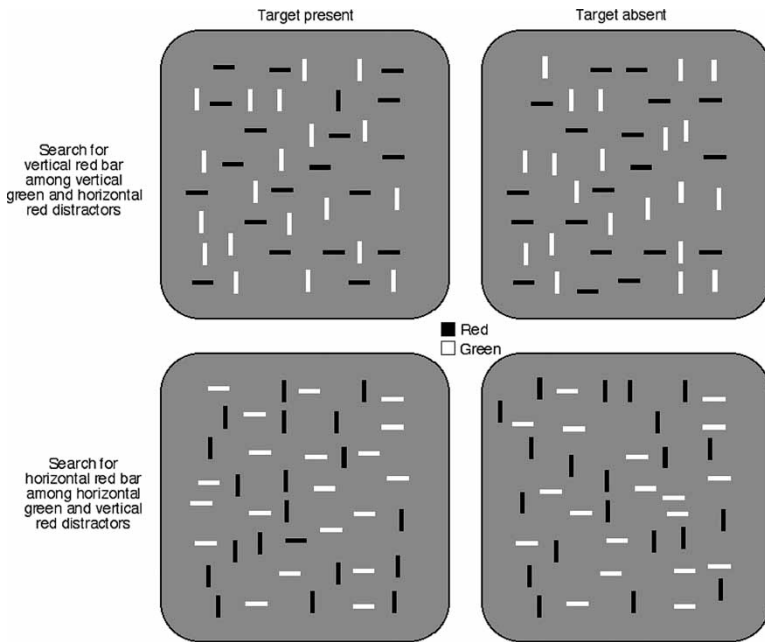 Target present
Target absent
Search for
vertical red bar
among vertical
green and horizontal
red distractors
Red
Green
Search for
horizontal red bar
among horizontal
green and vertical
red distractors